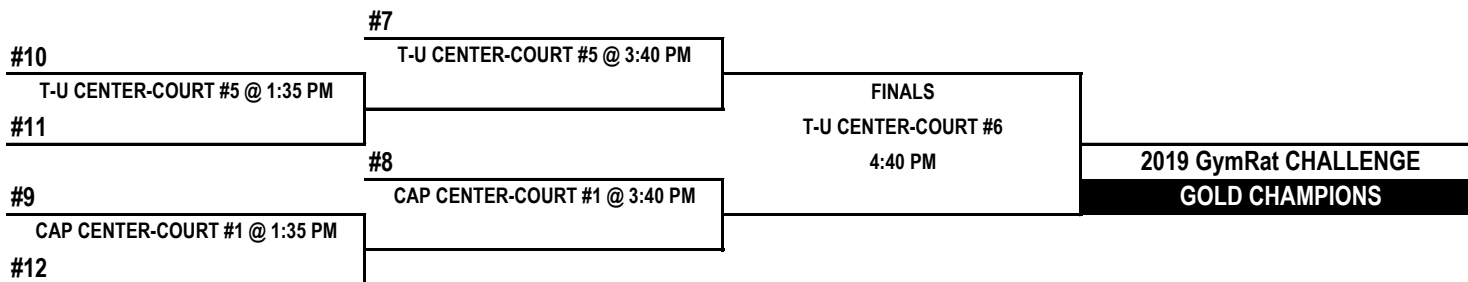 #7
#10
T-U CENTER-COURT #5 @ 3:40 PM
T-U CENTER-COURT #5 @ 1:35 PM
FINALS
#11
T-U CENTER-COURT #6
#8
4:40 PM
2019 GymRat CHALLENGE
#9
CAP CENTER-COURT #1 @ 3:40 PM
GOLD CHAMPIONS
CAP CENTER-COURT #1 @ 1:35 PM
#12